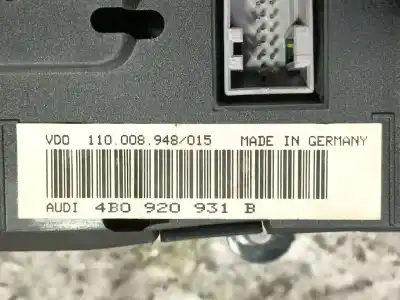 VDO 110.008.948/015 MADE IN GERMANY
AUDI 4B0 920 931 B